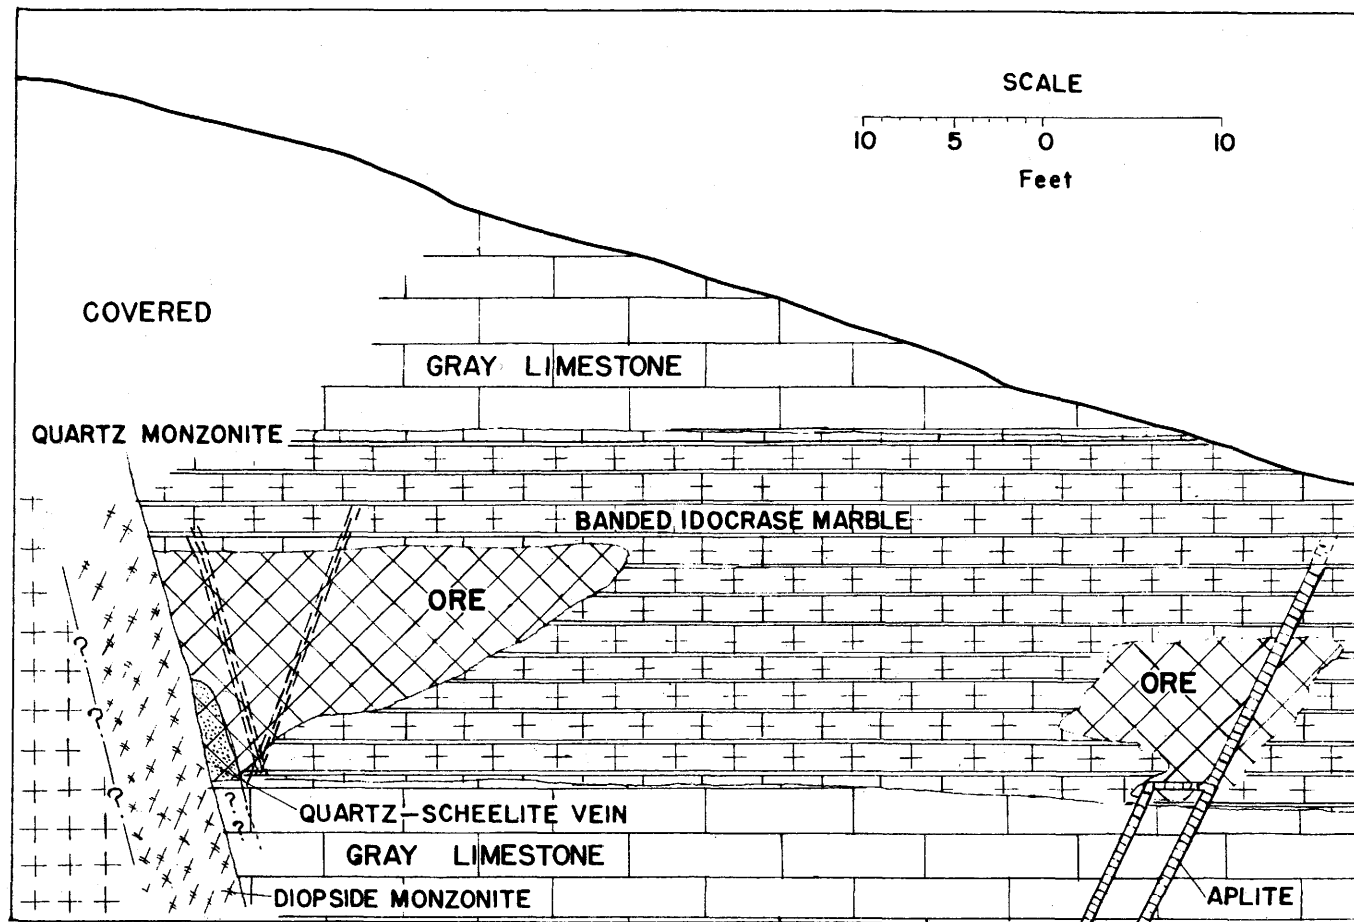 SCALE
10 5 0 10
Feet
COVERED
GRAY LIMESTONE
QUARTZ MONZONITE
BANDED IDOCRASE MARBLE
ORE
ORE
?
?
?
?
?
QUARTZ-SCHEELITE VEIN
GRAY LIMESTONE
DIOPSIDE MONZONITE
APLITE